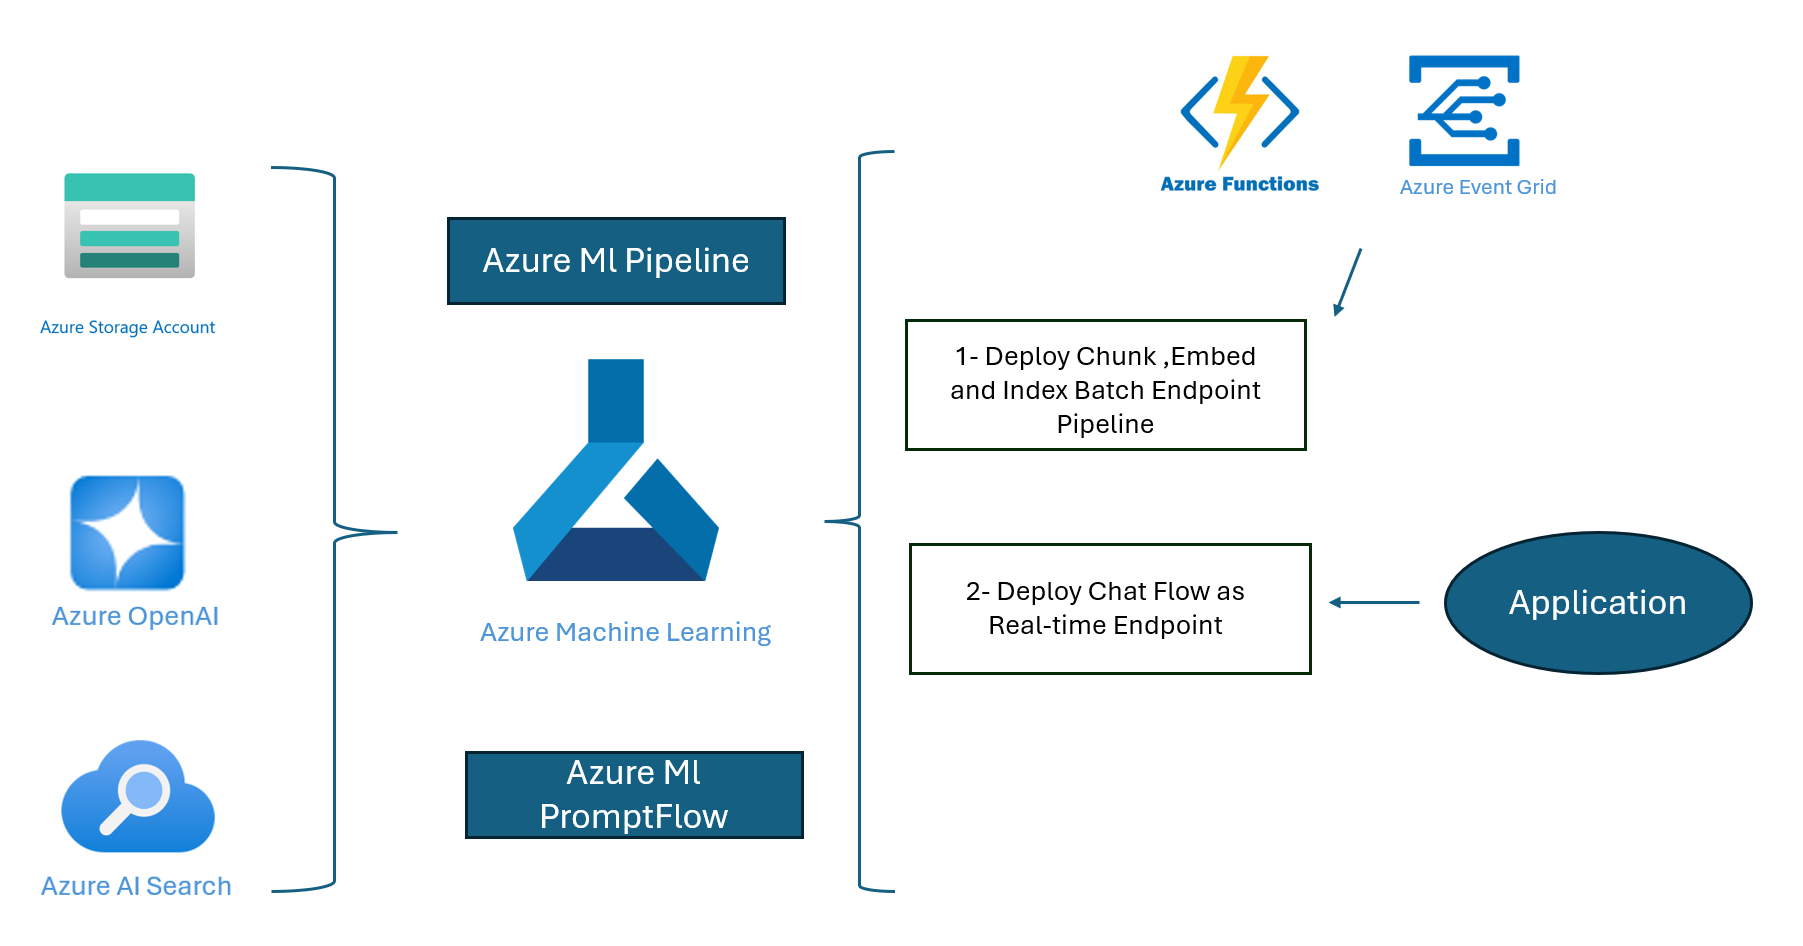 Azure Functions
Azure Event Grid
Azure Storage Account
Azure OpenAI
Azure AI Search
Azure Ml Pipeline
Azure Machine Learning
Azure Ml
PromptFlow
1- Deploy Chunk ,Embed
and Index Batch Endpoint
Pipeline
2- Deploy Chat Flow as
Real-time Endpoint
Application